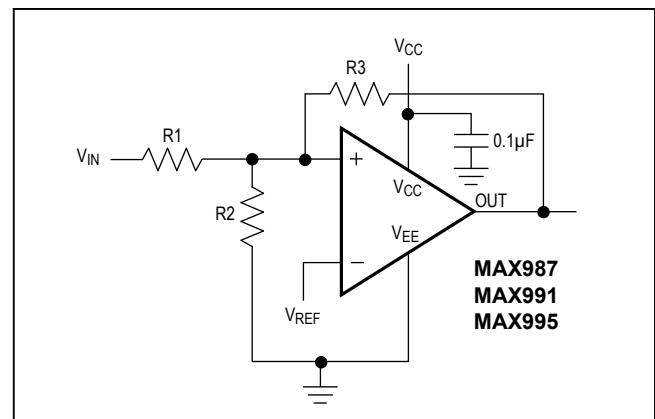 VCC
R3
R1
0.1µF
VIN
+
VCC
R2
OUT
VEE
−
MAX987
MAX991
MAX995
VREF